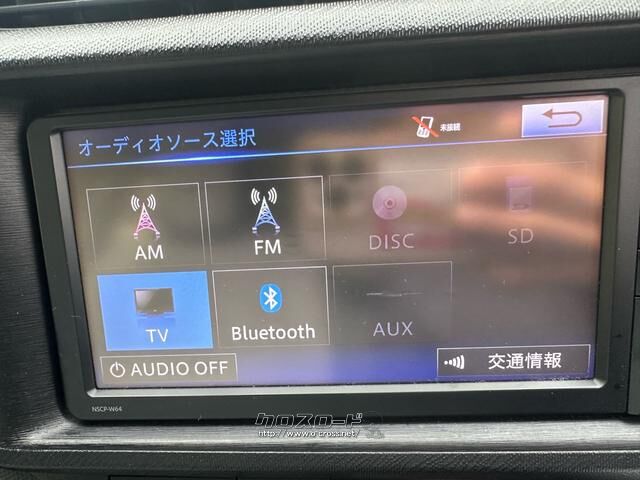 オーディオソース選択
未接続
AM
FM
DISC
SD
TV
Bluetooth
AUX
AUDIO OFF
交通情報
NSCP-W64
クロスロード
http://www.u-cross.net/